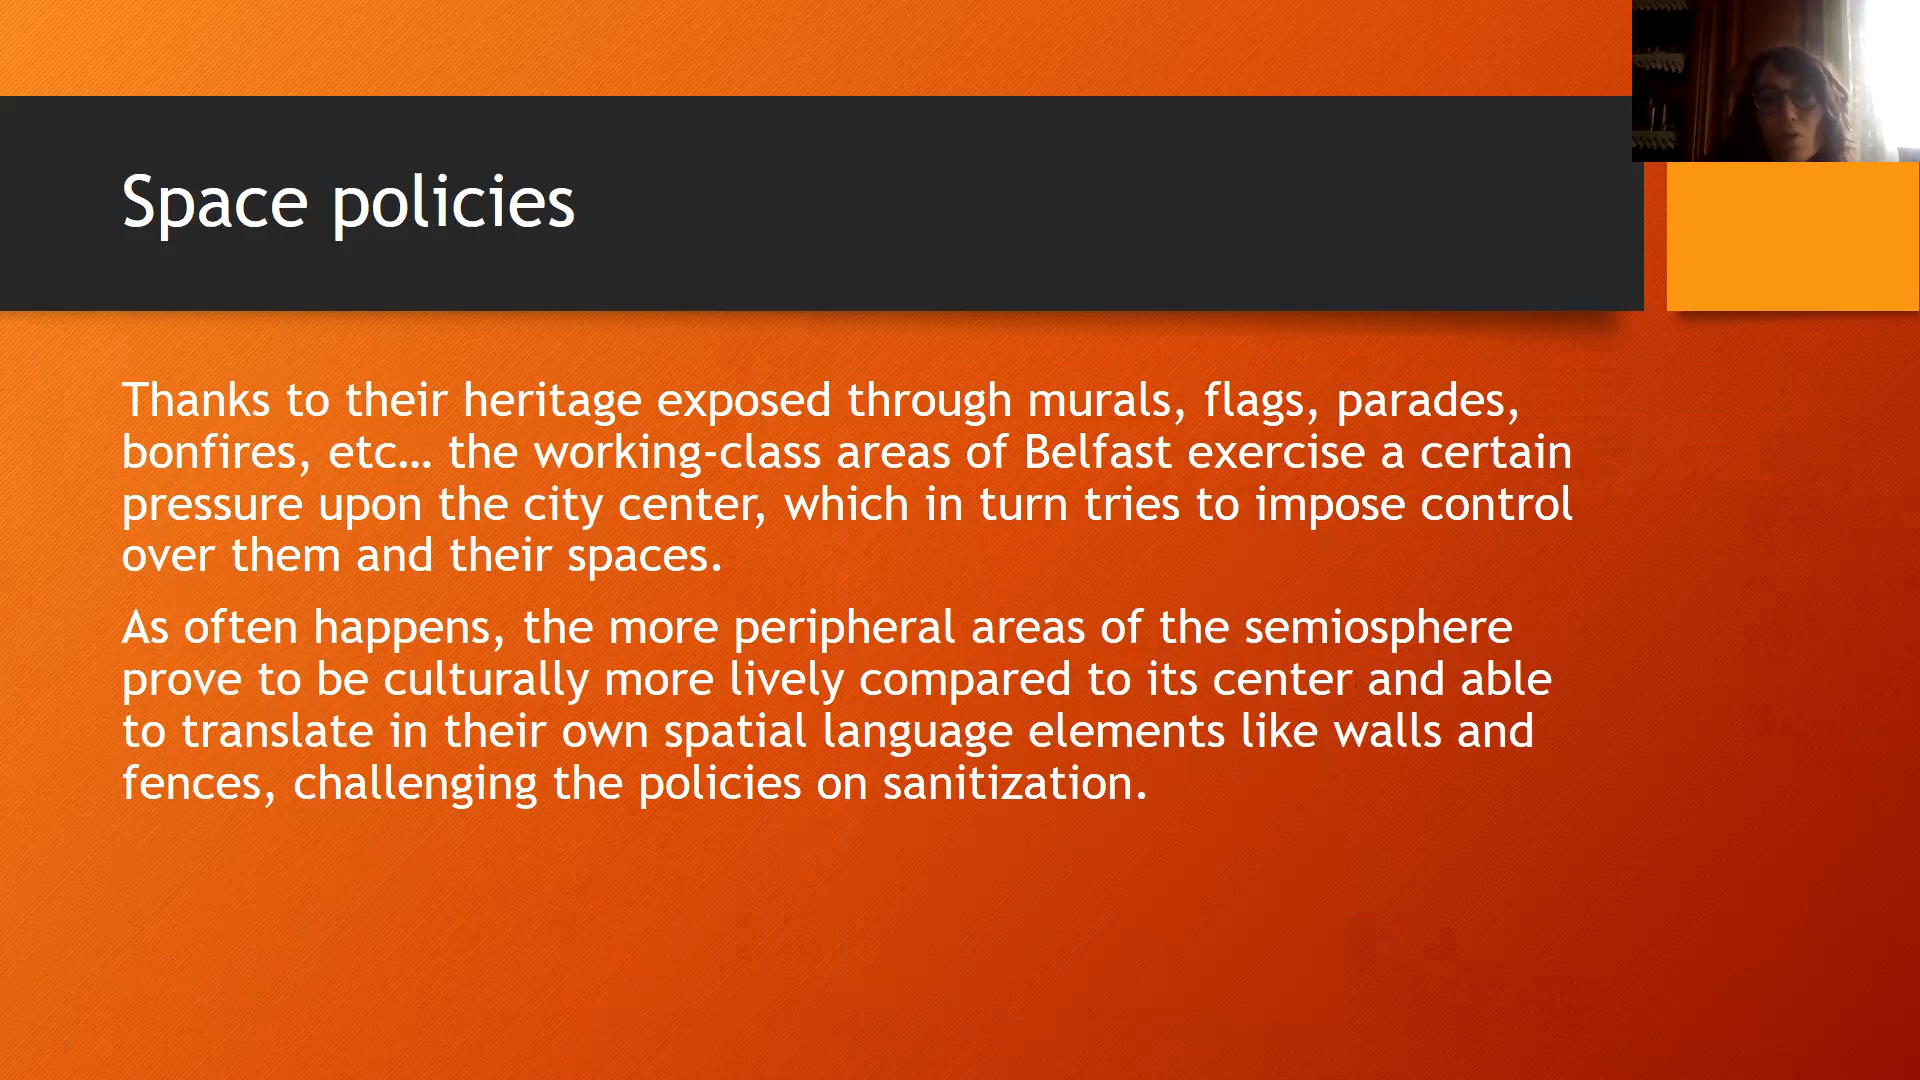 Space policies
Thanks to their heritage exposed through murals, flags, parades,
bonfires, etc… the working-class areas of Belfast exercise a certain
pressure upon the city center, which in turn tries to impose control
over them and their spaces.
As often happens, the more peripheral areas of the semiosphere
prove to be culturally more lively compared to its center and able
to translate in their own spatial language elements like walls and
fences, challenging the policies on sanitization.